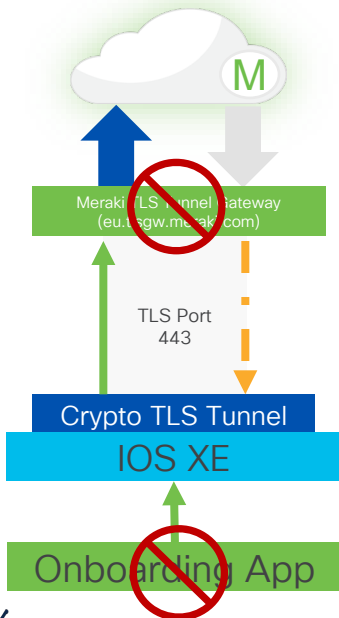 M
Meraki TLS Tunnel Gateway
(eu.tlsgw.meraki.com)
TLS Port
443
Crypto TLS Tunnel
IOS XE
Onboarding App